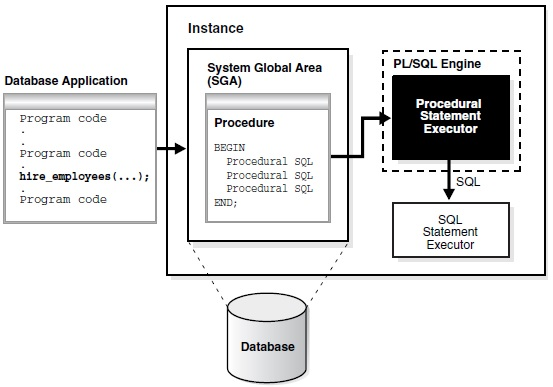 Instance
Database Application
Program code
.
.
Program code
.
hire_employees(...);
.
Program code
System Global Area
(SGA)
Procedure
BEGIN
Procedural SQL
Procedural SQL
Procedural SQL
END;
PL/SQL Engine
Procedural
Statement
Executor
SQL
SQL
Statement
Executor
Database